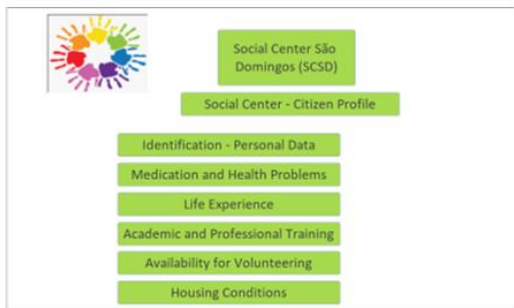 Social Center São
Domingos (SCSD)
Social Center - Citizen Profile
Identification - Personal Data
Medication and Health Problems
Life Experience
Academic and Professional Training
Availability for Volunteering
Housing Conditions